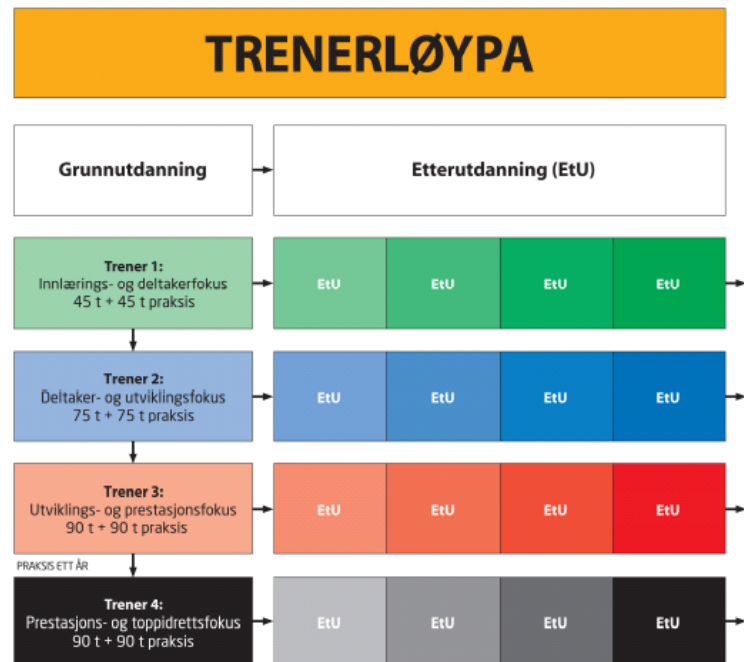 TRENERLØYPA
Grunnutdanning
Etterutdanning (EtU)
Trener 1:
Innlærings- og deltakerfokus
45 t + 45 t praksis
EtU
EtU
EtU
EtU
Trener 2:
Deltaker- og utviklingsfokus
75 t + 75 t praksis
EtU
EtU
EtU
EtU
Trener 3:
Utviklings- og prestasjonsfokus
90 t + 90 t praksis
EtU
EtU
EtU
EtU
PRAKSIS ETT ÅR
Trener 4:
Prestasjons- og toppidrettsfokus
90 t + 90 t praksis
EtU
EtU
EtU
EtU